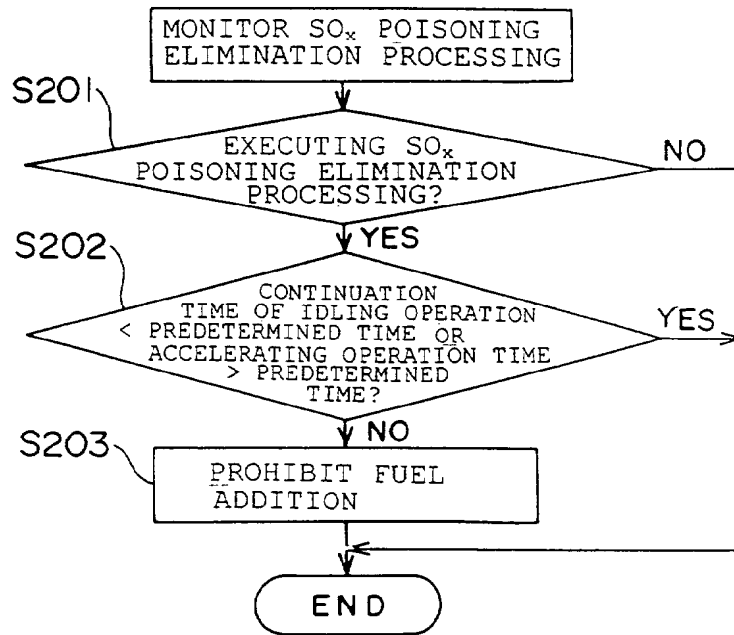 MONITOR SOx POISONING
ELIMINATION PROCESSING
S201
EXECUTING SOx
POISONING ELIMINATION
PROCESSING?
NO
YES
S202
CONTINUATION
TIME OF IDLING OPERATION
< PREDETERMINED TIME OR
ACCELERATING OPERATION TIME
> PREDETERMINED
TIME?
YES
NO
S203
PROHIBIT FUEL
ADDITION
END